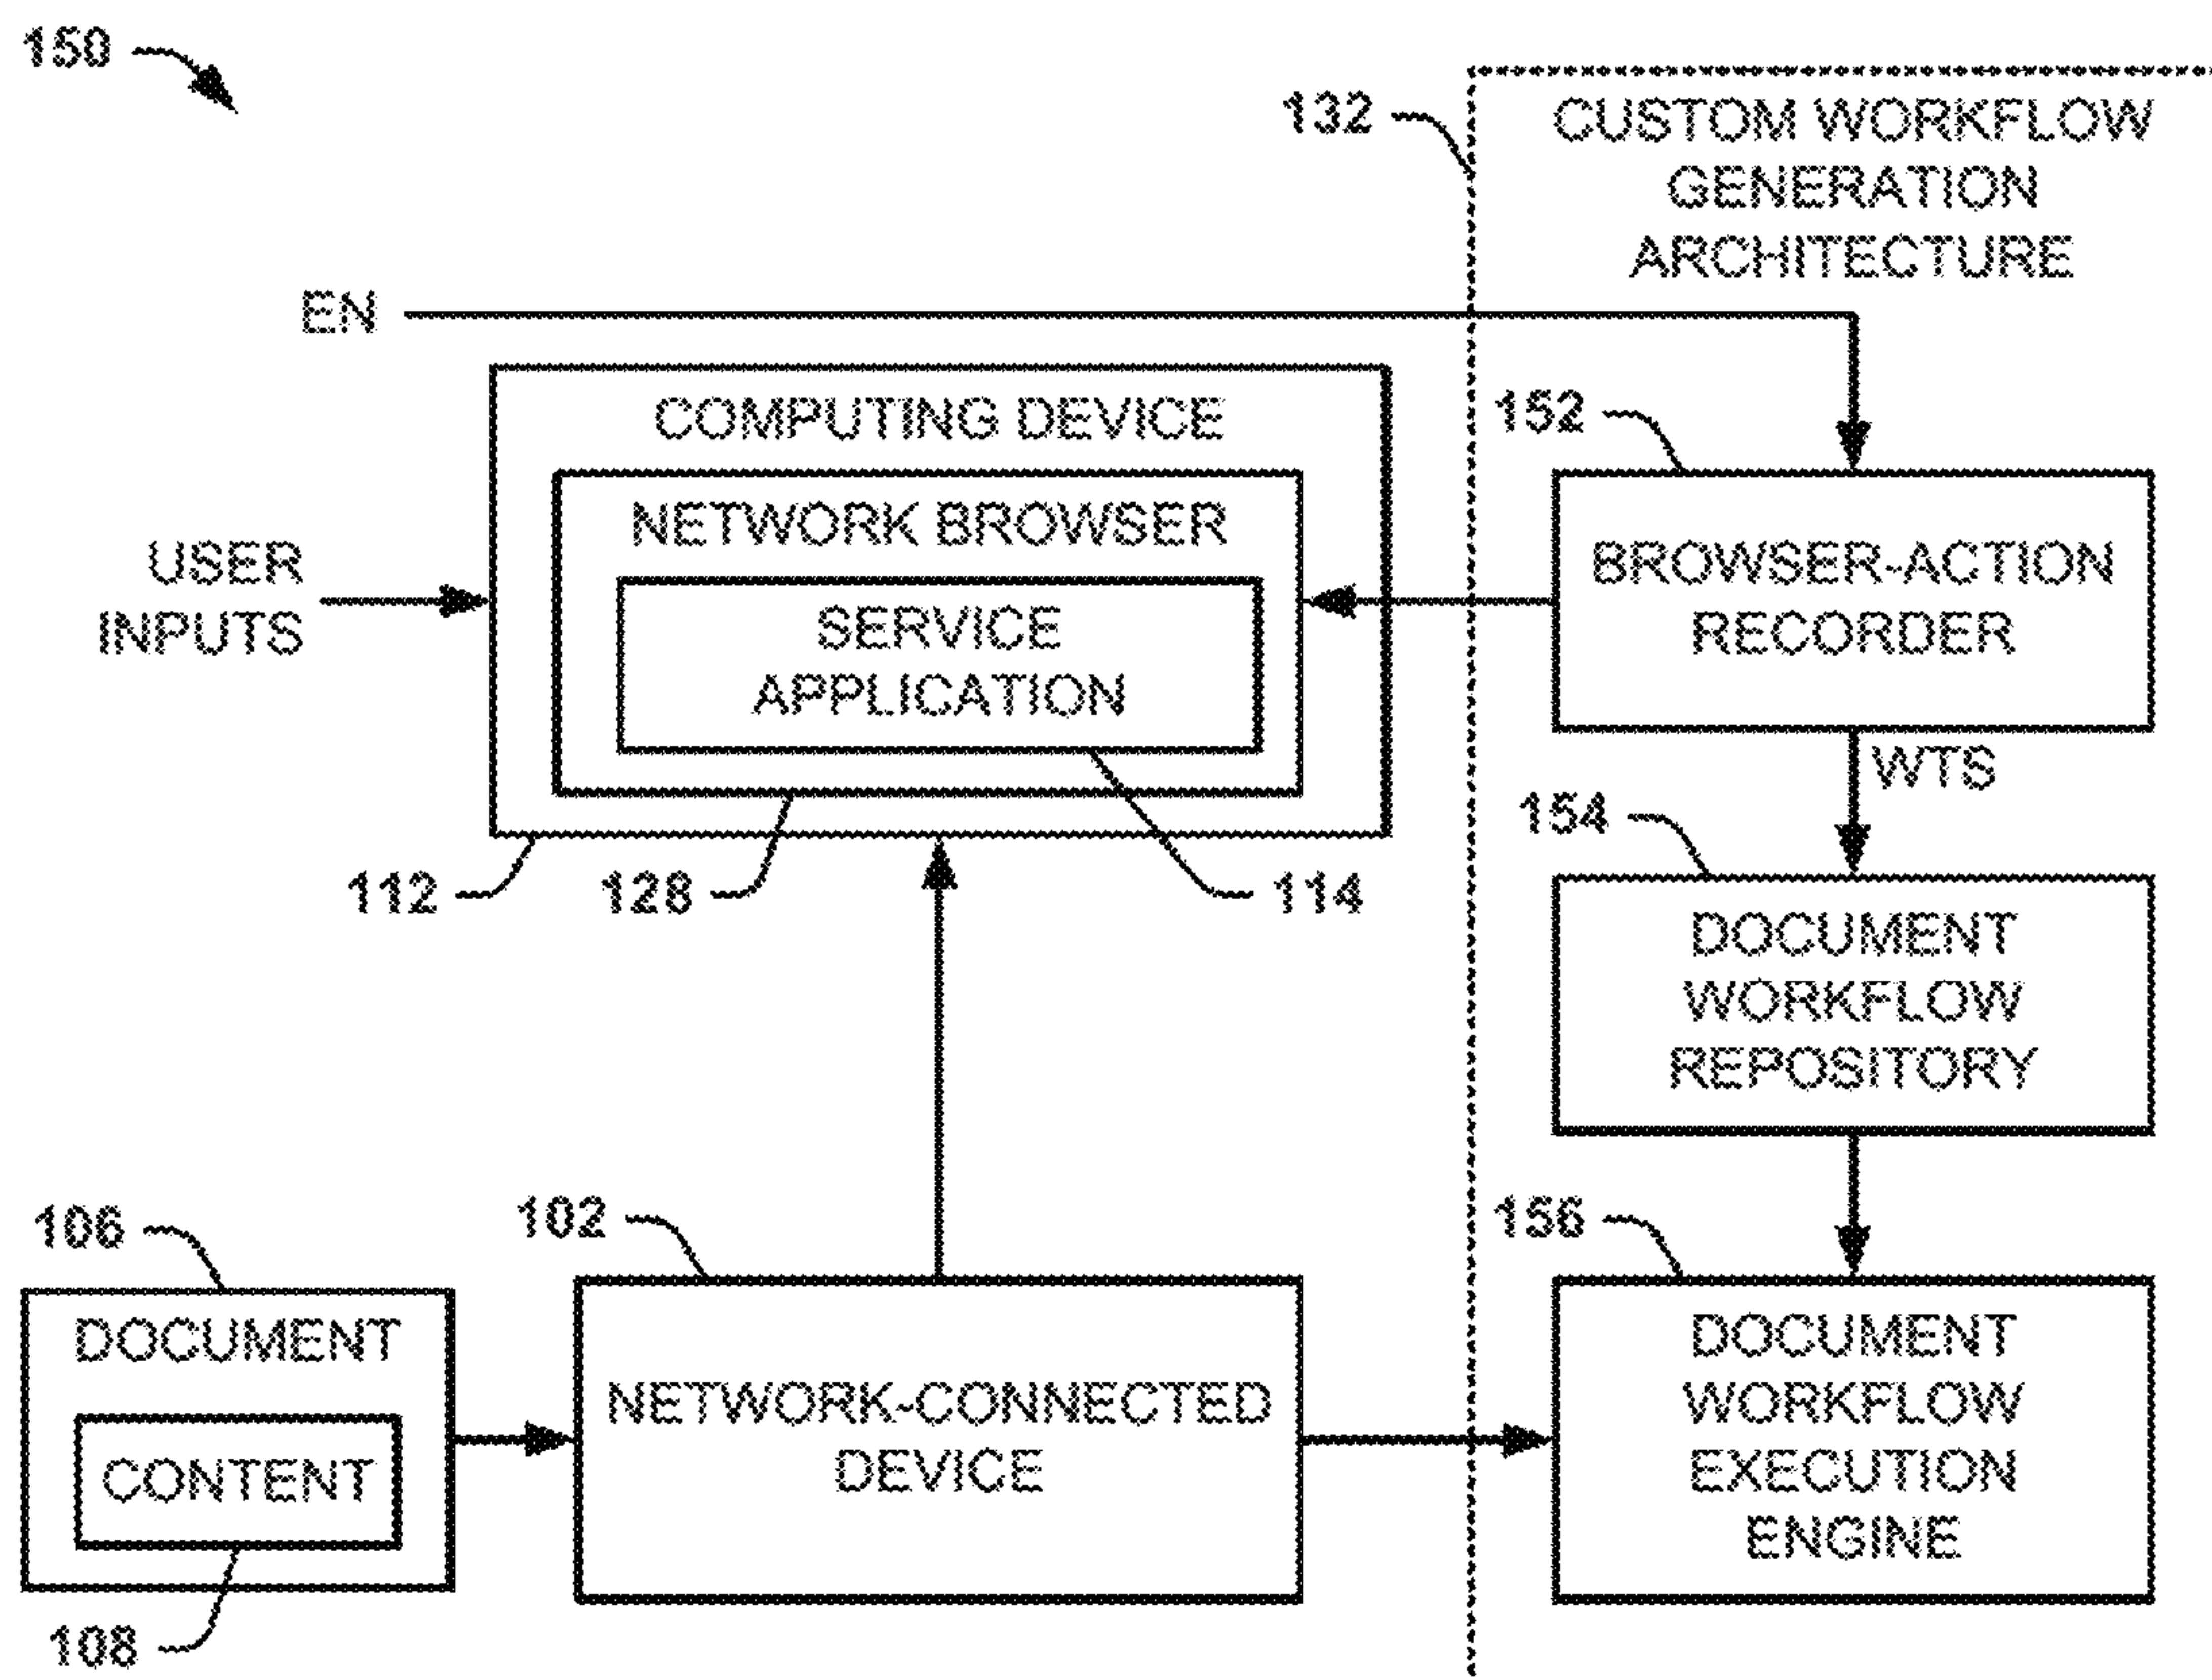 150
132
CUSTOM WORKFLOW
GENERATION
ARCHITECTURE
EN
COMPUTING DEVICE
152
NETWORK BROWSER
USER
INPUTS
SERVICE
APPLICATION
BROWSER-ACTION
RECORDER
WTS
154
112
128
114
DOCUMENT
WORKFLOW
REPOSITORY
106
102
156
DOCUMENT
CONTENT
NETWORK-CONNECTED
DEVICE
DOCUMENT
WORKFLOW
EXECUTION
ENGINE
108